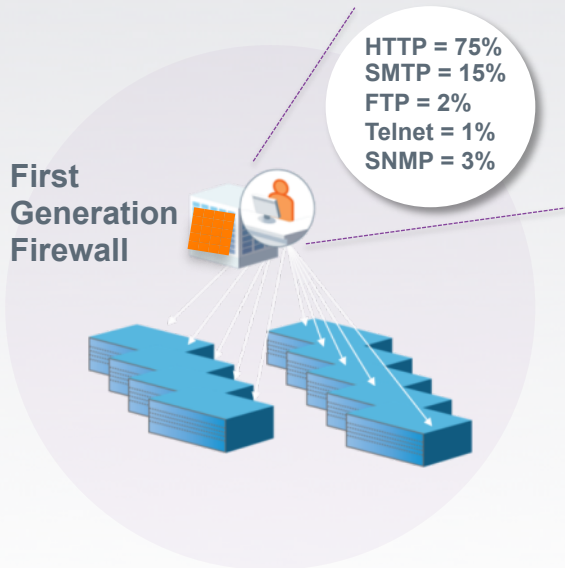 HTTP = 75%
SMTP = 15%
FTP = 2%
Telnet = 1%
SNMP = 3%
First
Generation
Firewall